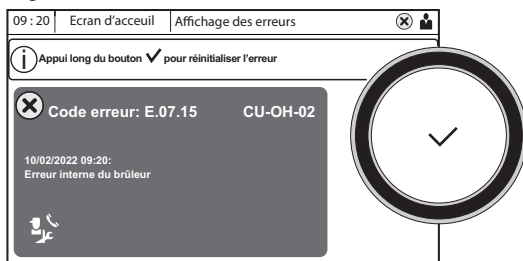 09 : 20 Ecran d'acceuil Affichage des erreurs
Appui long du bouton ✓ pour réinitialiser l'erreur
Code erreur: E.07.15 CU-OH-02
10/02/2022 09:20:
Erreur interne du brûleur